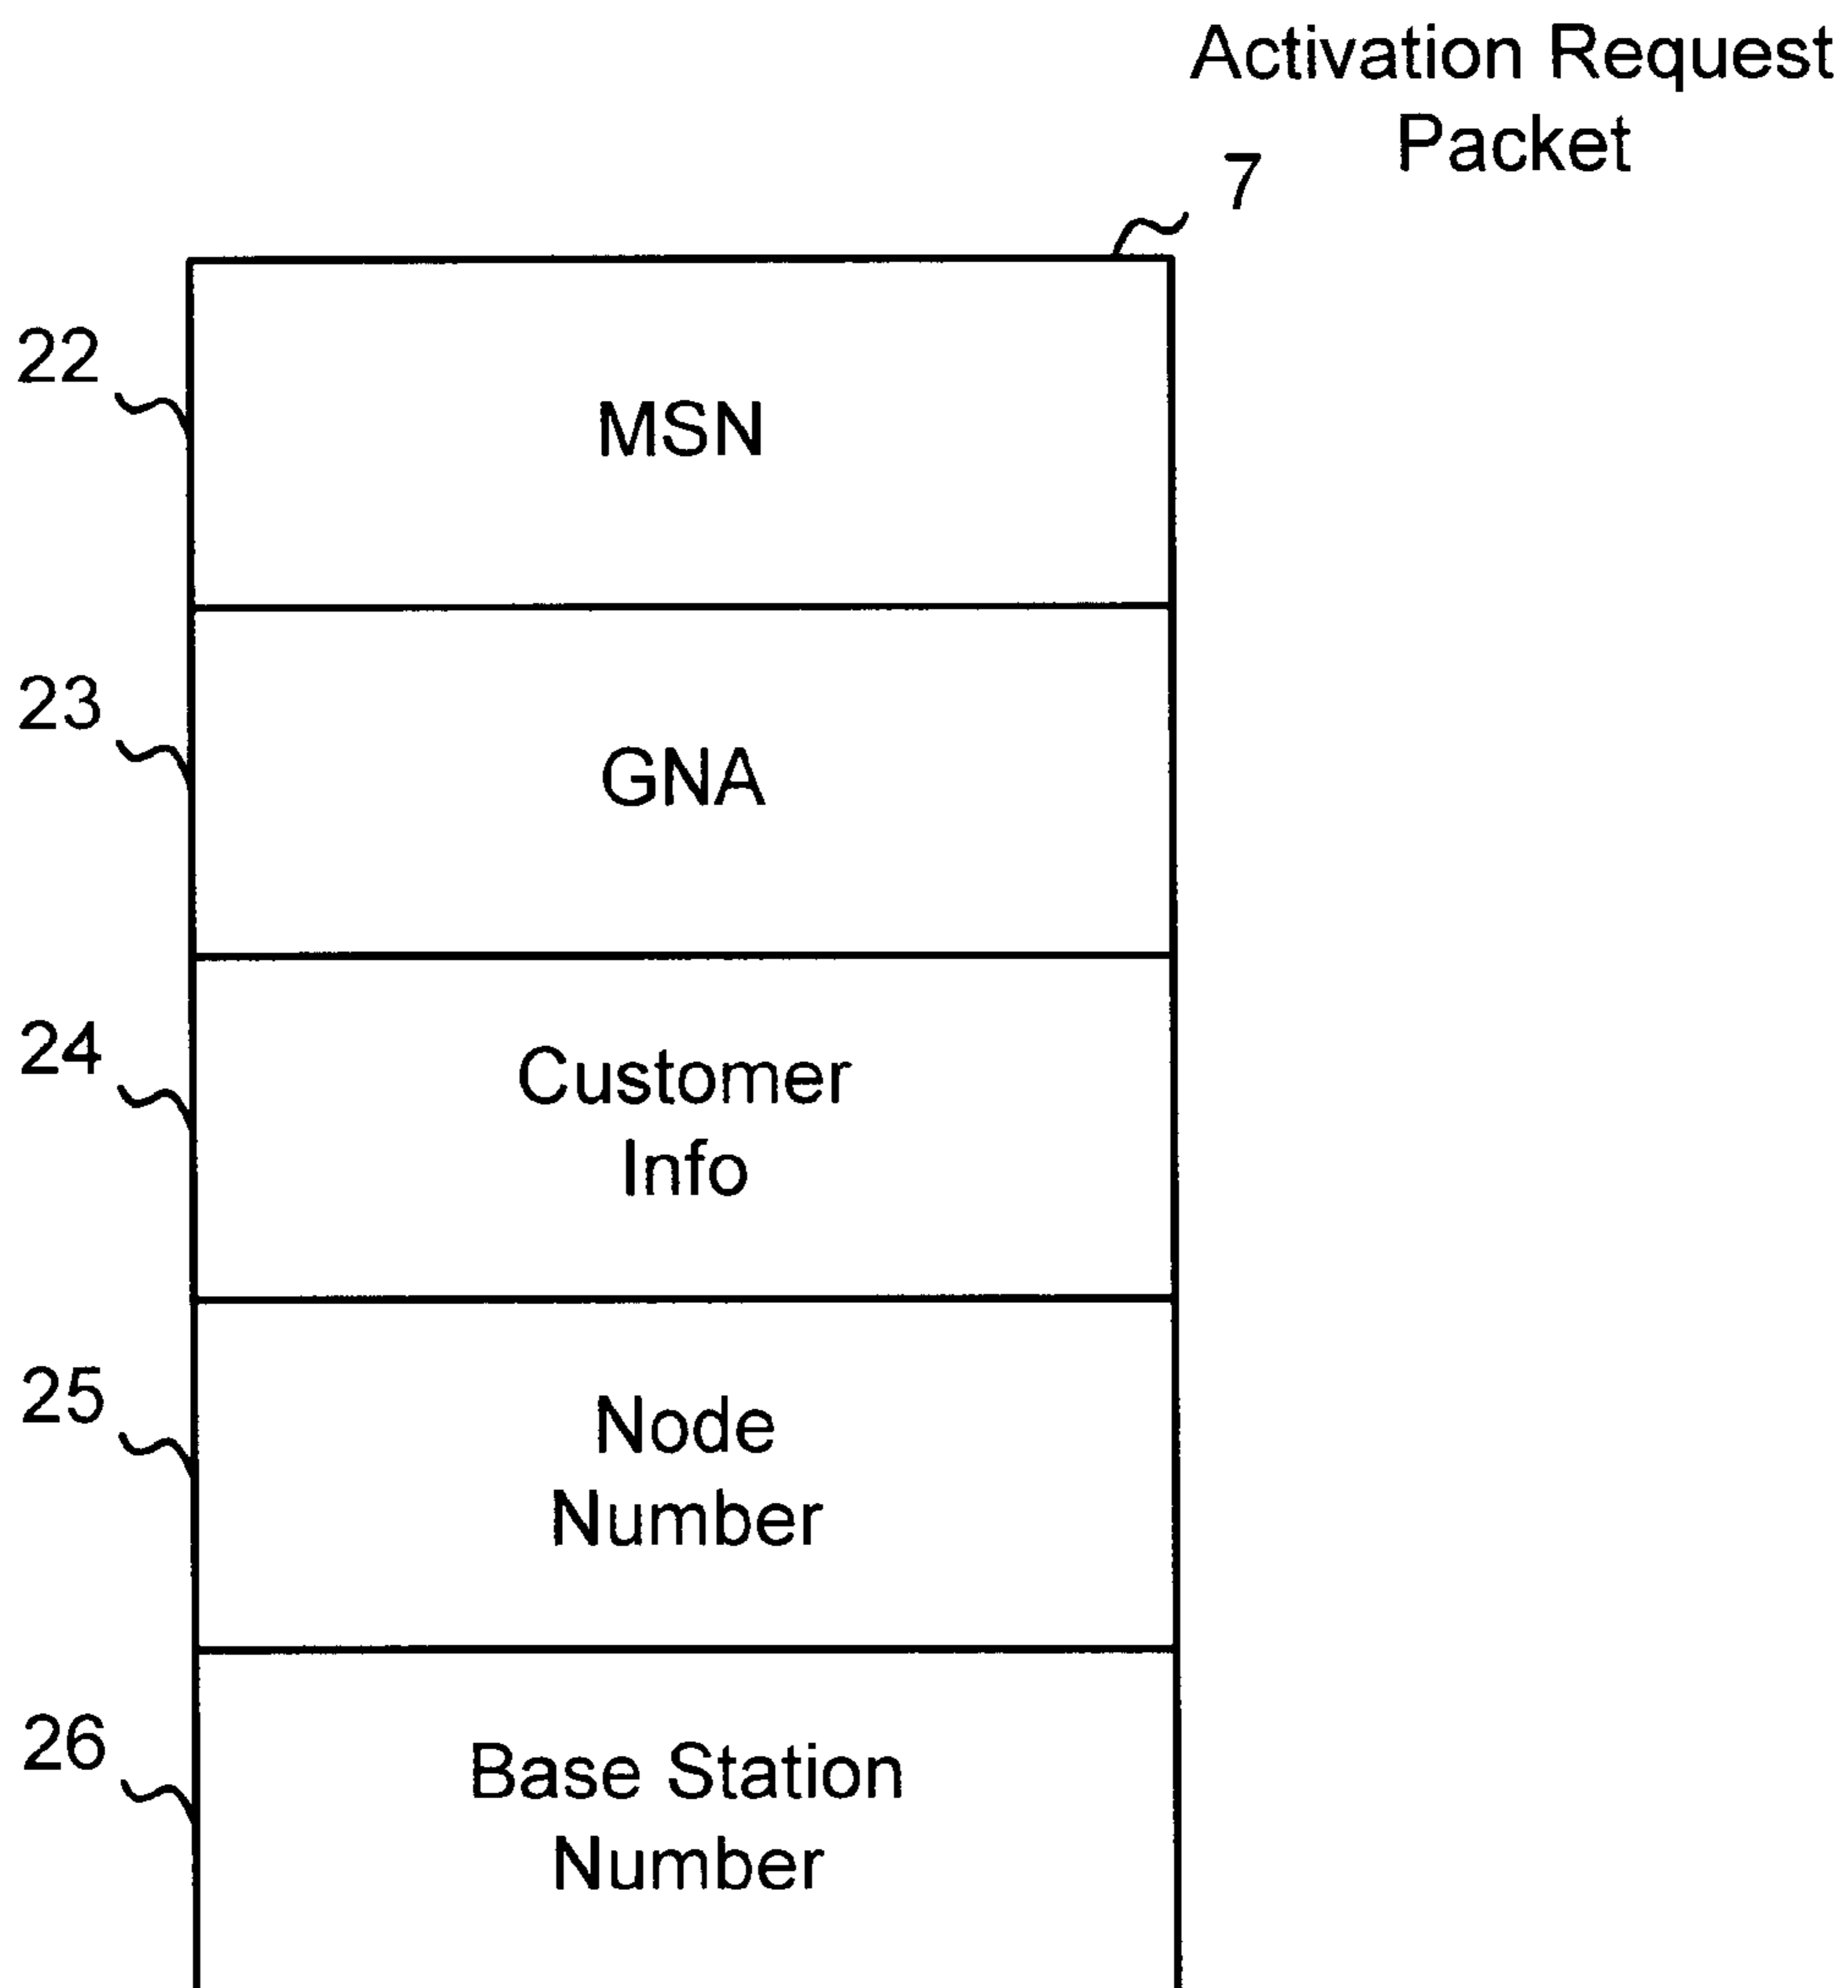 Activation Request
Packet
7
22
MSN
23
GNA
24
Customer
Info
25
Node
Number
26
Base Station
Number